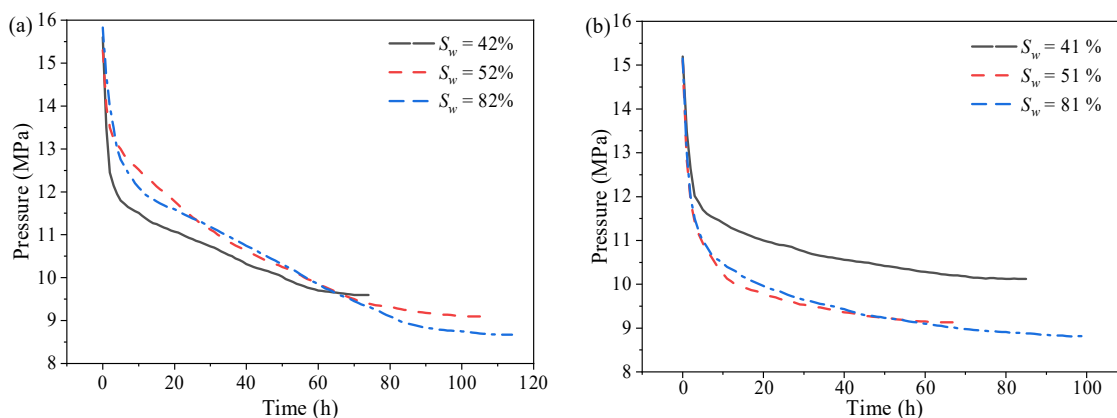 (a)
16
15
14
13
12
11
10
9
8
Pressure (MPa)
S_w = 42%
S_w = 52%
S_w = 82%
0 20 40 60 80 100 120
Time (h)
(b)
16
15
14
13
12
11
10
9
8
Pressure (MPa)
S_w = 41 %
S_w = 51 %
S_w = 81 %
0 20 40 60 80 100
Time (h)